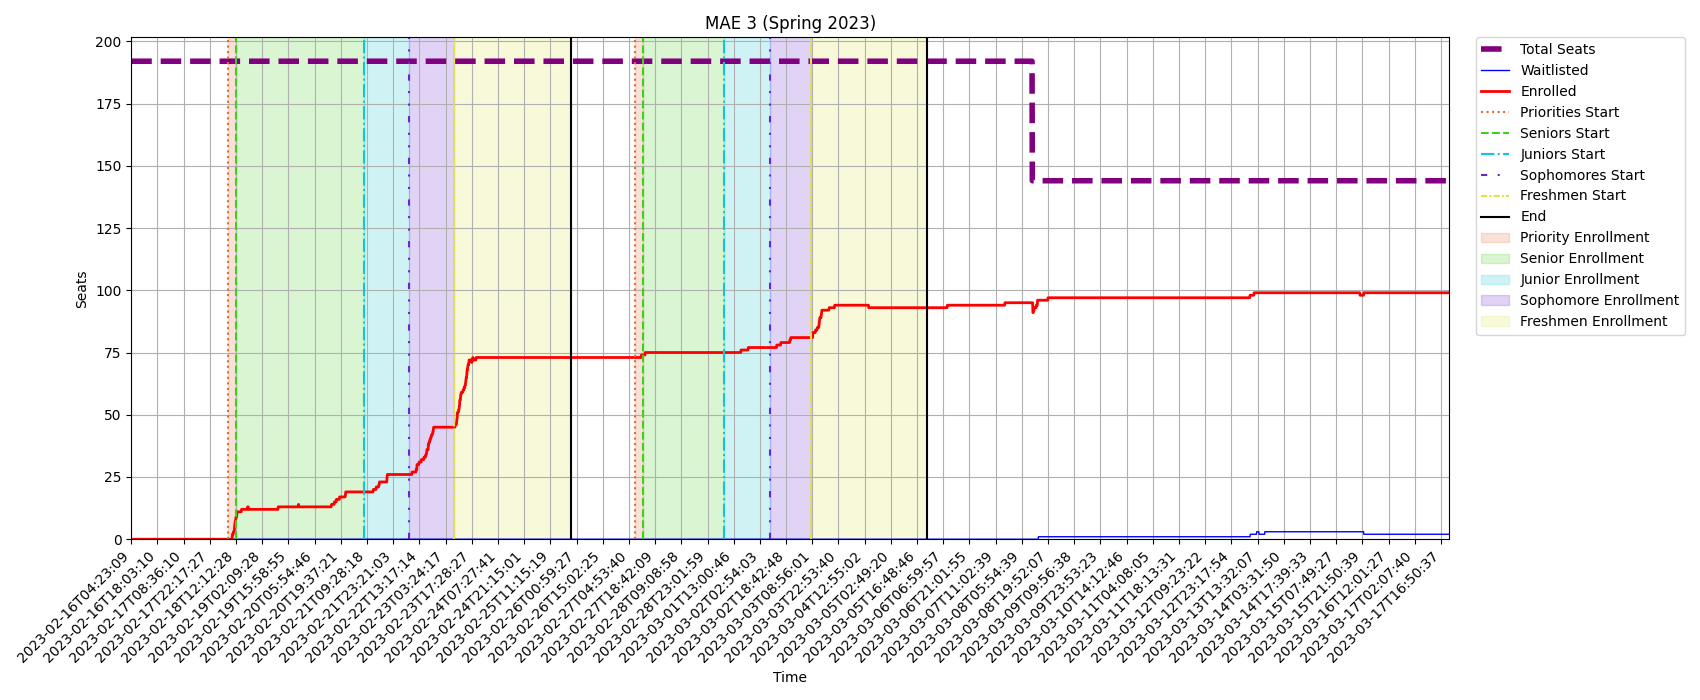 MAE 3 (Spring 2023)
200
175
150
125
100
75
50
25
0
Seats
2023-02-16T04:23:09
2023-02-16T18:03:10
2023-02-17T08:36:10
2023-02-17T22:17:27
2023-02-18T12:12:28
2023-02-19T02:09:28
2023-02-19T15:58:55
2023-02-20T05:54:46
2023-02-20T19:37:21
2023-02-21T09:28:18
2023-02-21T23:21:03
2023-02-22T13:17:14
2023-02-23T03:24:17
2023-02-23T17:28:27
2023-02-24T07:27:41
2023-02-24T21:15:01
2023-02-25T11:15:19
2023-02-26T00:59:27
2023-02-26T15:02:25
2023-02-27T04:53:40
2023-02-27T18:42:09
2023-02-28T09:08:58
2023-02-28T23:01:59
2023-03-01T13:00:46
2023-03-02T02:54:03
2023-03-02T18:42:48
2023-03-03T08:56:01
2023-03-03T22:53:40
2023-03-04T12:55:02
2023-03-05T02:49:20
2023-03-05T16:48:46
2023-03-06T06:59:57
2023-03-06T21:01:55
2023-03-07T11:02:39
2023-03-08T05:54:39
2023-03-08T19:52:07
2023-03-09T09:56:38
2023-03-09T23:53:23
2023-03-10T14:12:46
2023-03-11T04:08:05
2023-03-11T18:13:31
2023-03-12T09:23:22
2023-03-12T23:17:54
2023-03-13T13:32:07
2023-03-14T03:31:50
2023-03-14T17:39:33
2023-03-15T07:49:27
2023-03-15T21:50:39
2023-03-16T12:01:27
2023-03-17T02:07:40
2023-03-17T16:50:37
Time
Total Seats
Waitlisted
Enrolled
Priorities Start
Seniors Start
Juniors Start
Sophomores Start
Freshmen Start
End
Priority Enrollment
Senior Enrollment
Junior Enrollment
Sophomore Enrollment
Freshmen Enrollment